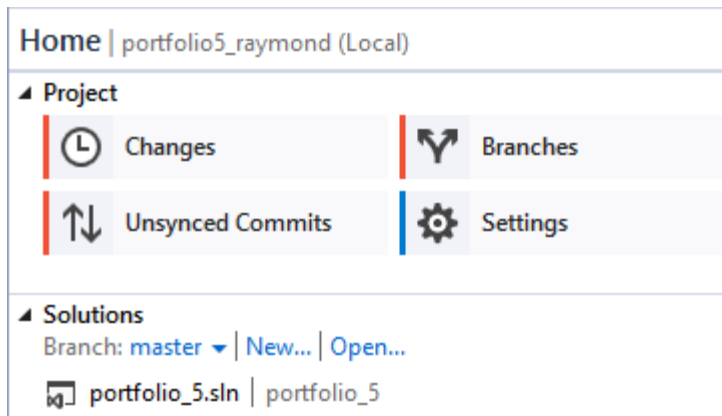 Home | portfolio5_raymond (Local)
Project
Changes
Branches
Unsynced Commits
Settings
Solutions
Branch: master | New... | Open...
portfolio_5.sln | portfolio_5